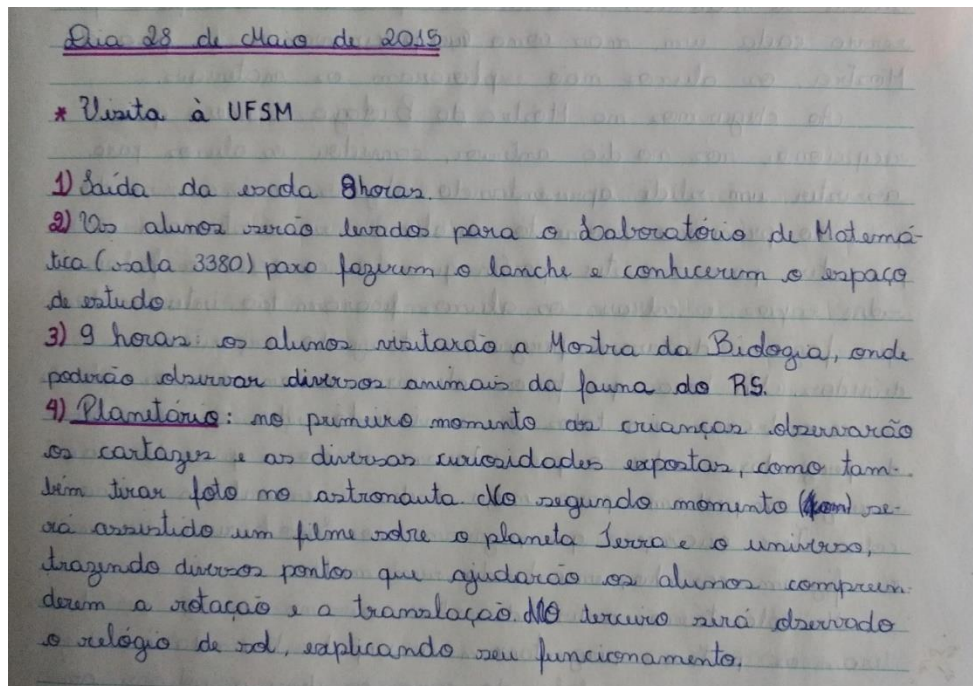 Dia 28 de Maio de 2015
* Visita à UFSM
1) Saída da escola 8horas.
2) Os alunos serão levados para o Laboratório de Matemá-
tica (sala 3380) para fazerem o lanche e conhecerem o espaço
de estudo
3) 9 horas: os alunos visitarão a Mostra da Biologia, onde
poderão observar diversos animais da fauna do RS.
4) Planetário: no primeiro momento as crianças observarão
os cartazes e as diversas curiosidades expostas, como tam-
bém tirar foto no astronauta. No segundo momento se-
rá assistido um filme sobre o planeta Terra e o universo,
trazendo diversos pontos que ajudarão os alunos compreen-
derem a rotação e a translação. No terceiro será observado
o relógio de sol, explicando seu funcionamento.